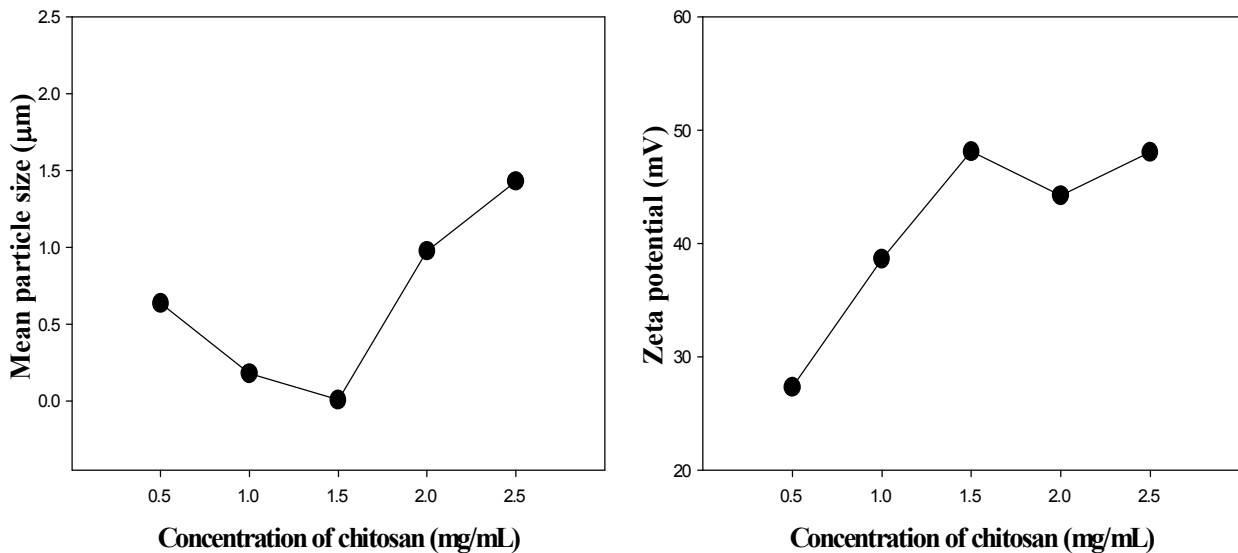 Mean particle size (μm)
2.5
2.0
1.5
1.0
0.5
0.0
0.5 1.0 1.5 2.0 2.5
Concentration of chitosan (mg/mL)
Zeta potential (mV)
60
50
40
30
20
0.5 1.0 1.5 2.0 2.5
Concentration of chitosan (mg/mL)